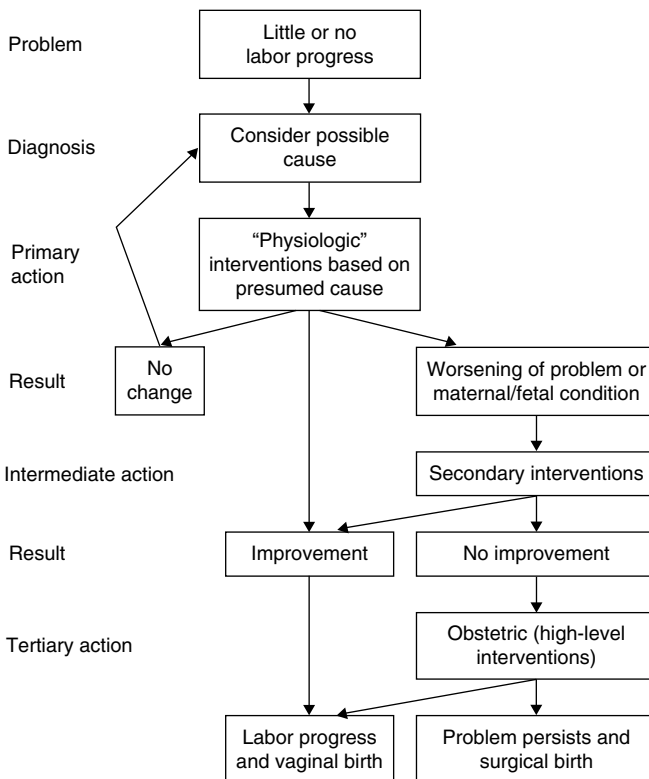 Problem
Little or no
labor progress
Diagnosis
Consider possible
cause
Primary
action
“Physiologic”
interventions based on
presumed cause
Result
No
change
Worsening of problem or
maternal/fetal condition
Intermediate action
Secondary interventions
Result
Improvement
No improvement
Tertiary action
Obstetric (high-level
interventions)
Labor progress
and vaginal birth
Problem persists and
surgical birth